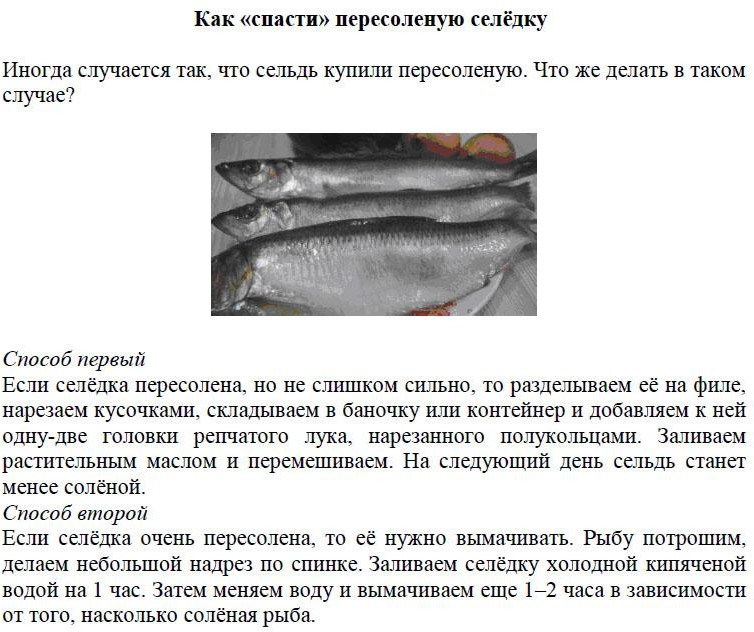 Как «спасти» пересоленую селёдку
Иногда случается так, что сельдь купили пересоленую. Что же делать в таком
случае?
Способ первый
Если селёдка пересолена, но не слишком сильно, то разделываем её на филе,
нарезаем кусочками, складываем в баночку или контейнер и добавляем к ней
одну-две головки репчатого лука, нарезанного полукольцами. Заливаем
растительным маслом и перемешиваем. На следующий день сельдь станет
менее солёной.
Способ второй
Если селёдка очень пересолена, то её нужно вымачивать. Рыбу потрошим,
делаем небольшой надрез по спинке. Заливаем селёдку холодной кипяченой
водой на 1 час. Затем меняем воду и вымачиваем еще 1–2 часа в зависимости
от того, насколько солёная рыба.